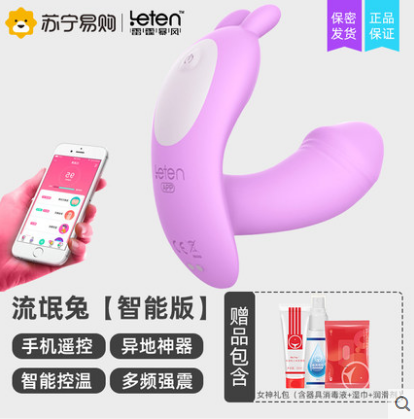 苏宁易购
leten
雷霆暴风
保密
发货
正品
保证
leten
APP
流氓兔【智能版】
手机遥控
异地神器
智能控温
多频强震
赠品包含
女神礼包（含器具消毒液+湿巾+润滑